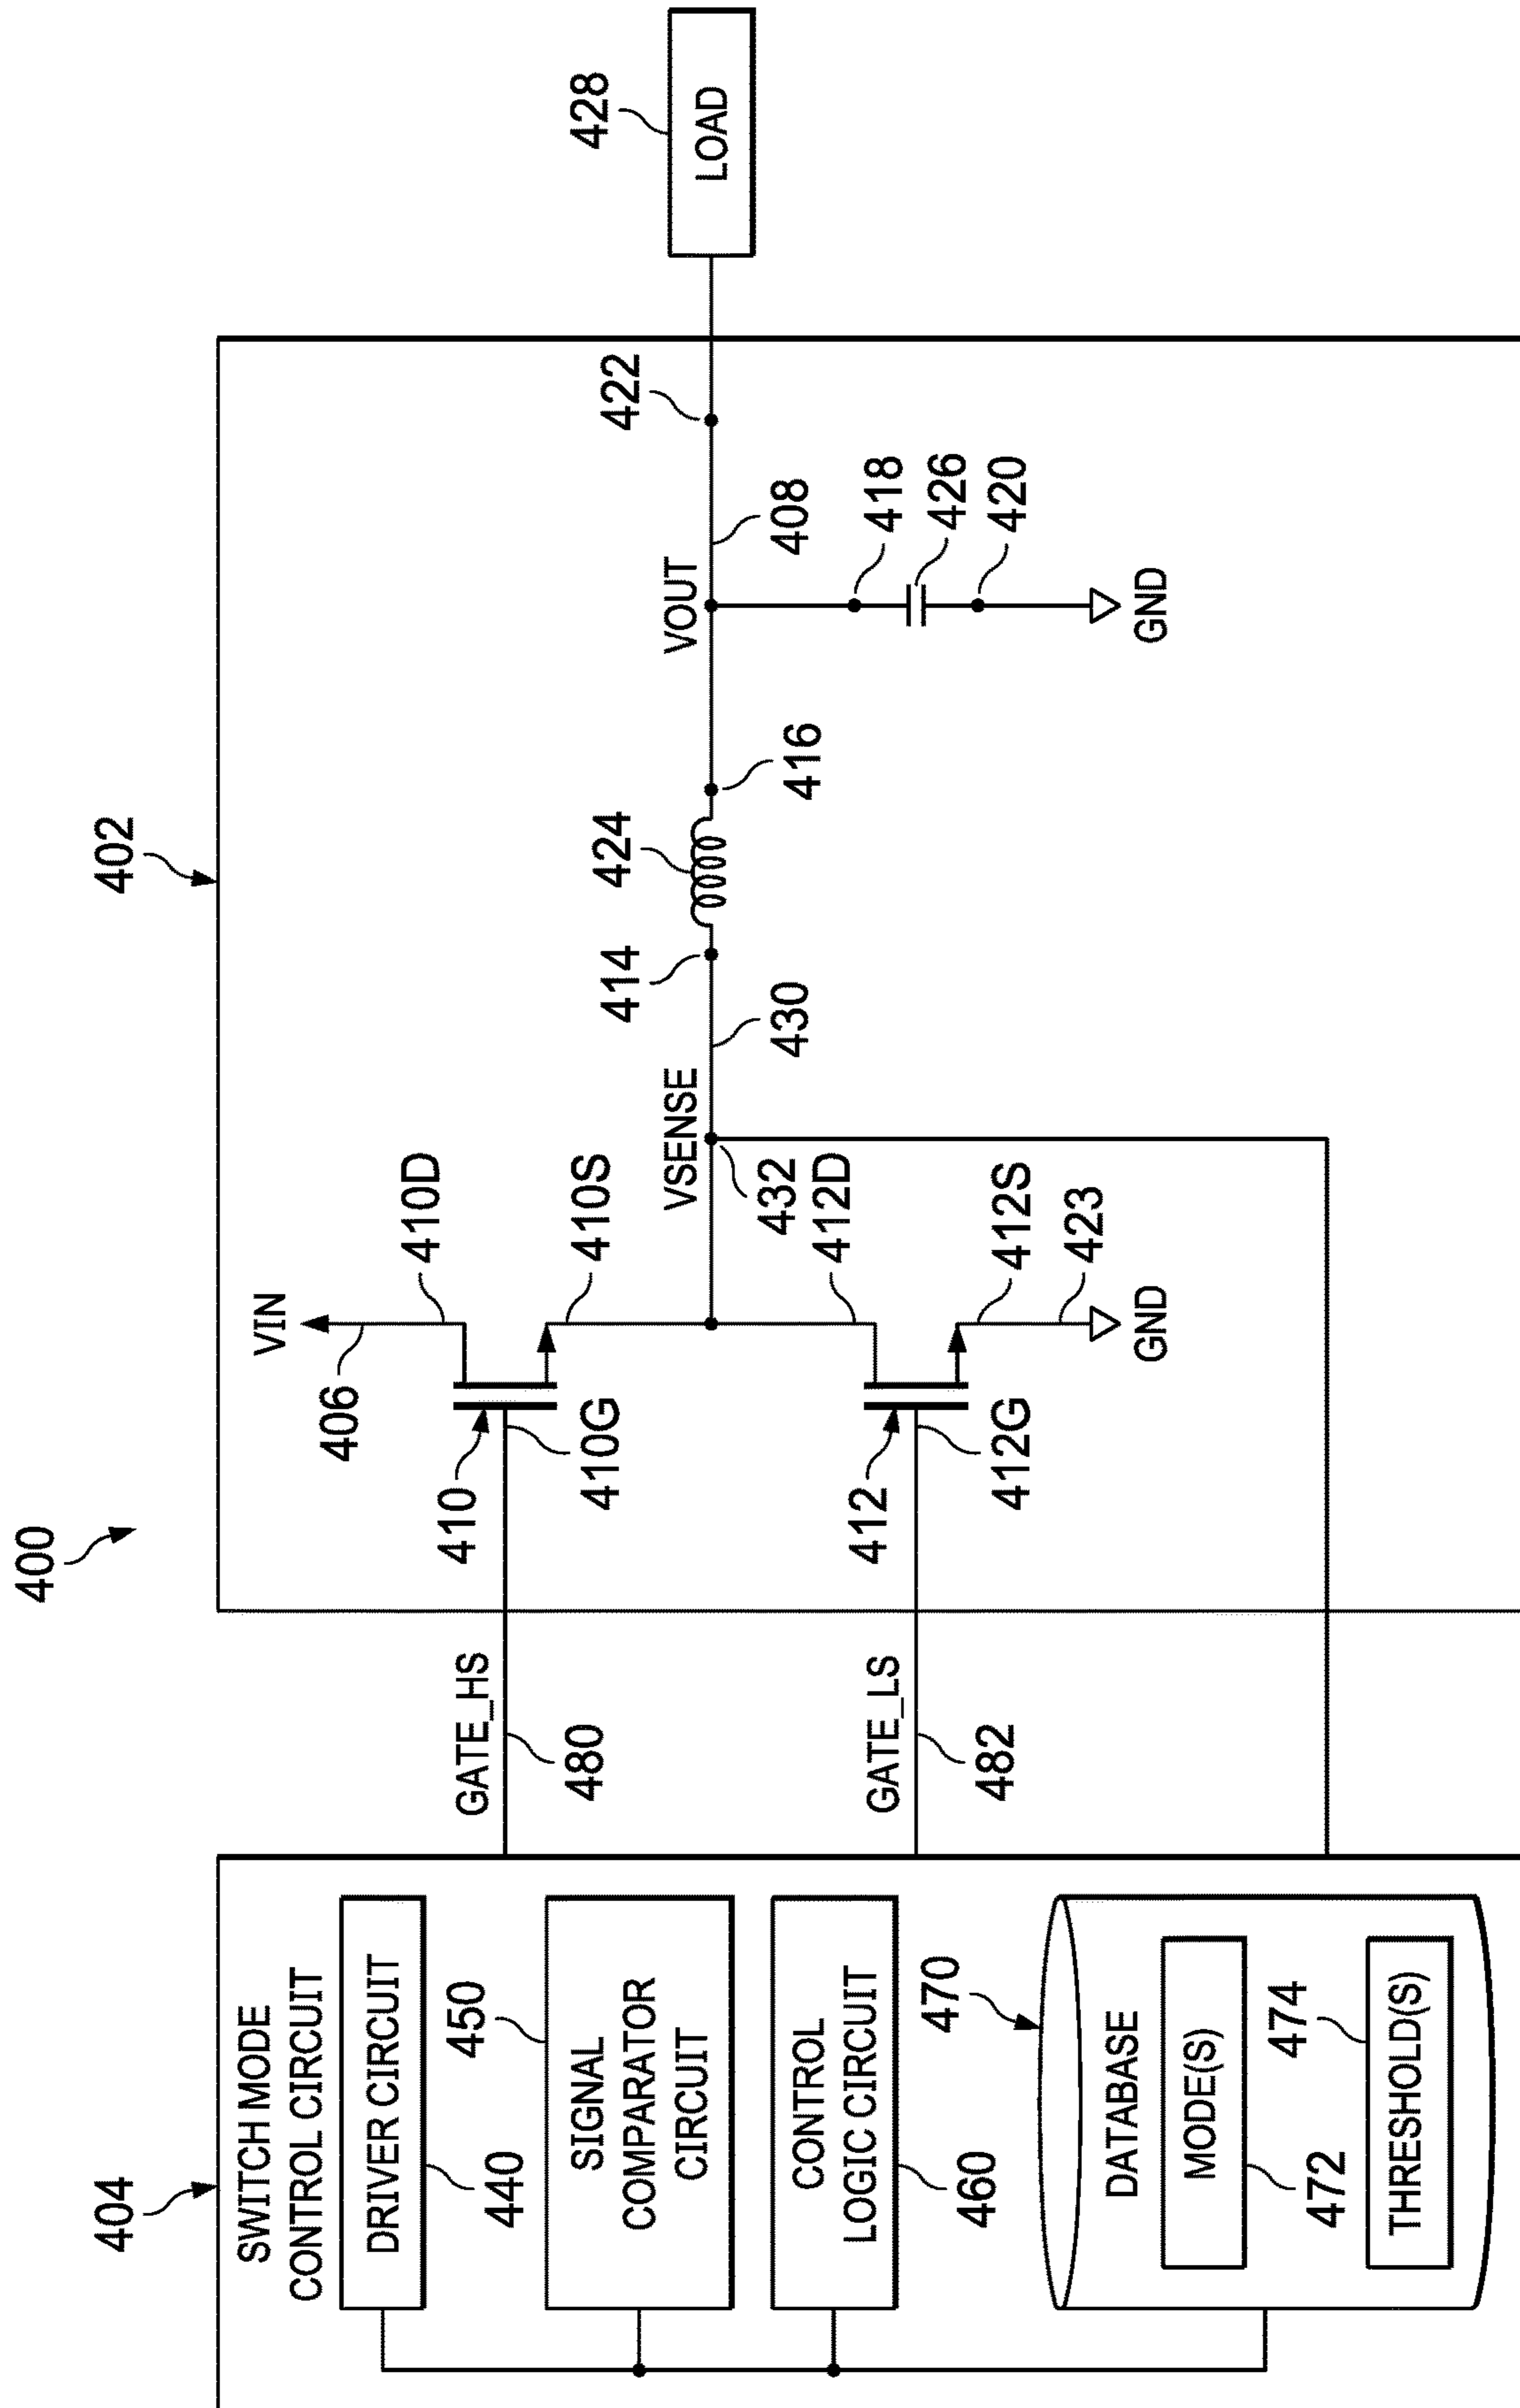 400
404
SWITCH MODE
CONTROL CIRCUIT
DRIVER CIRCUIT
440
450
SIGNAL
COMPARATOR
CIRCUIT
CONTROL
LOGIC CIRCUIT
460
470
DATABASE
MODE(S)
472
474
THRESHOLD(S)
GATE_HS
480
GATE_LS
482
402
VIN
406
410D
410
410G
410S
VSENSE
432
430
412D
412
412G
412S
423
GND
414
424
416
VOUT
408
418
426
420
GND
422
428
LOAD